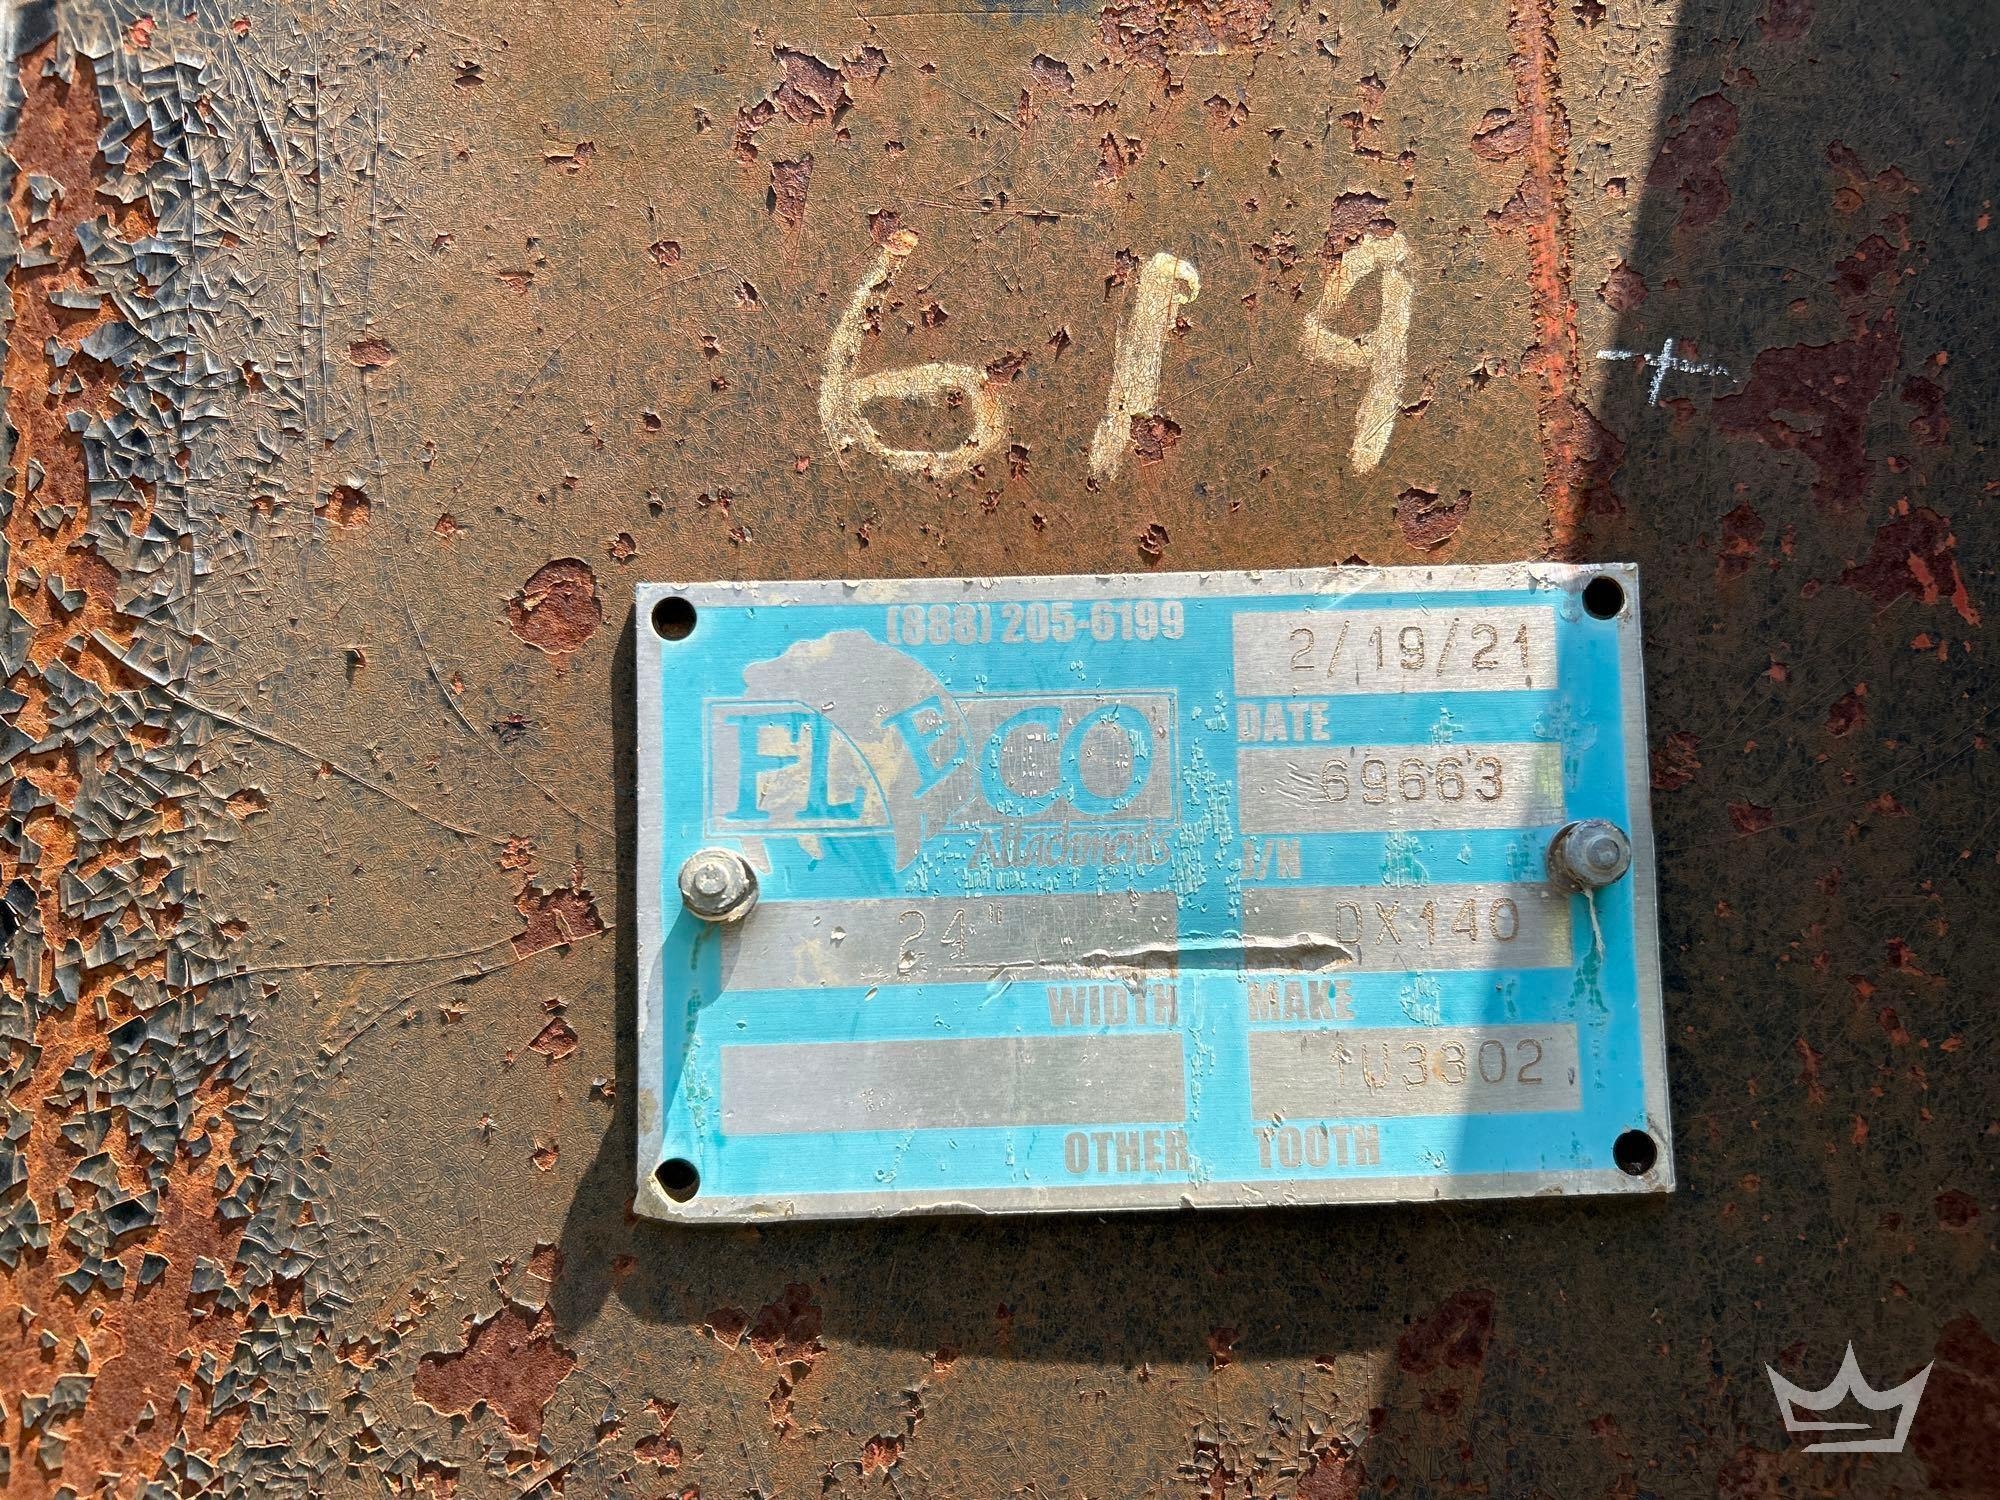 619
(888) 205-6199
FLECO
Attachments
2/19/21
DATE
69663
S/N
24"
WIDTH
DX140
MAKE
OTHER
1U3302
TOOTH